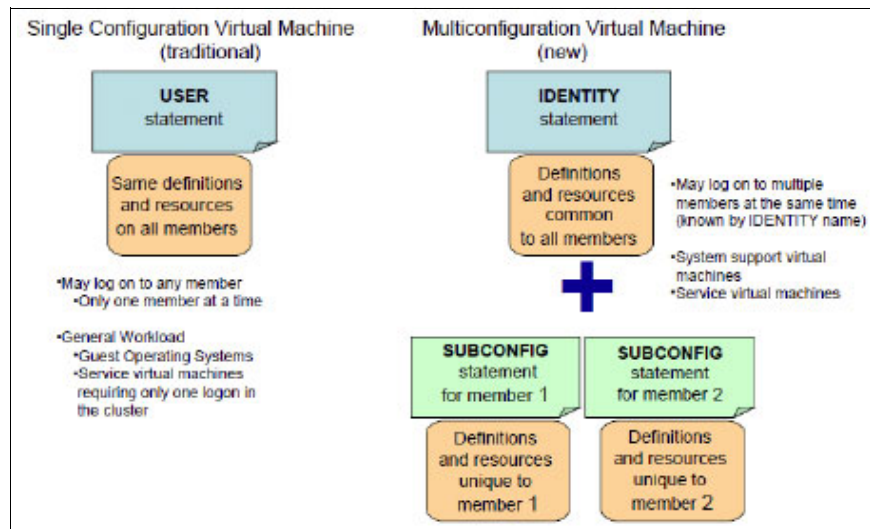 Single Configuration Virtual Machine
(traditional)
USER
statement
Same definitions
and resources
on all members
•May log on to any member
•Only one member at a time
•General Workload
•Guest Operating Systems
•Service virtual machines
requiring only one logon in
the cluster
Multiconfiguration Virtual Machine
(new)
IDENTITY
statement
Definitions
and resources
common
to all members
•May log on to multiple
members at the same time
(known by IDENTITY name)
•System support virtual
machines
•Service virtual machines
SUBCONFIG
statement
for member 1
Definitions
and resources
unique to
member 1
SUBCONFIG
statement
for member 2
Definitions
and resources
unique to
member 2